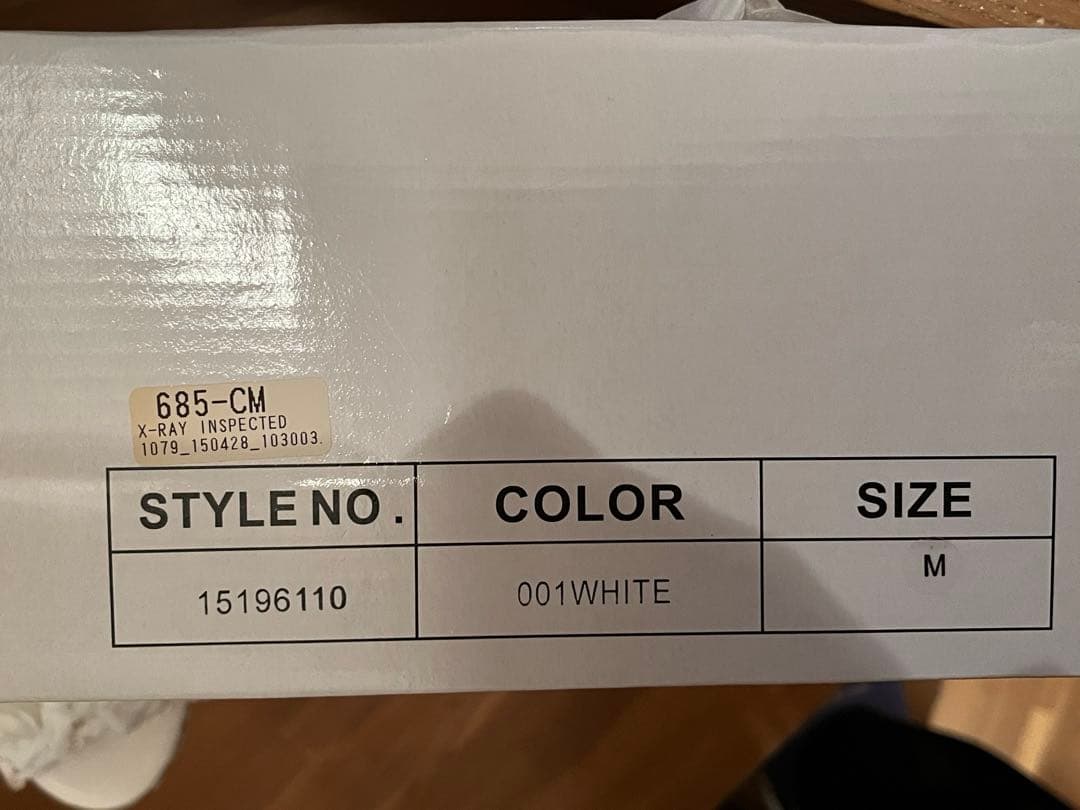 685-CM
X-RAY INSPECTED
1079_150428_103003.
STYLE NO. COLOR SIZE
15196110 001WHITE M